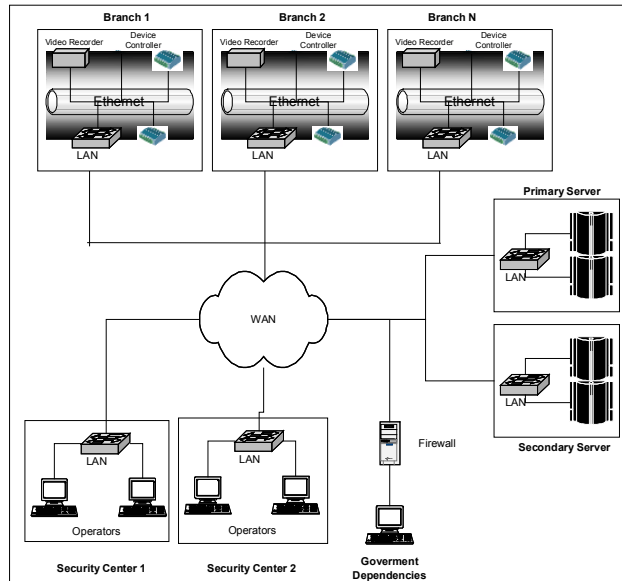 Branch 1
Branch 2
Branch N
Video Recorder
Device
Controller
Video Recorder
Device
Controller
Video Recorder
Device
Controller
Ethernet
Ethernet
Ethernet
LAN
LAN
LAN
Primary Server
LAN
WAN
LAN
Secondary Server
LAN
Operators
Security Center 1
LAN
Operators
Security Center 2
Firewall
Goverment
Dependencies